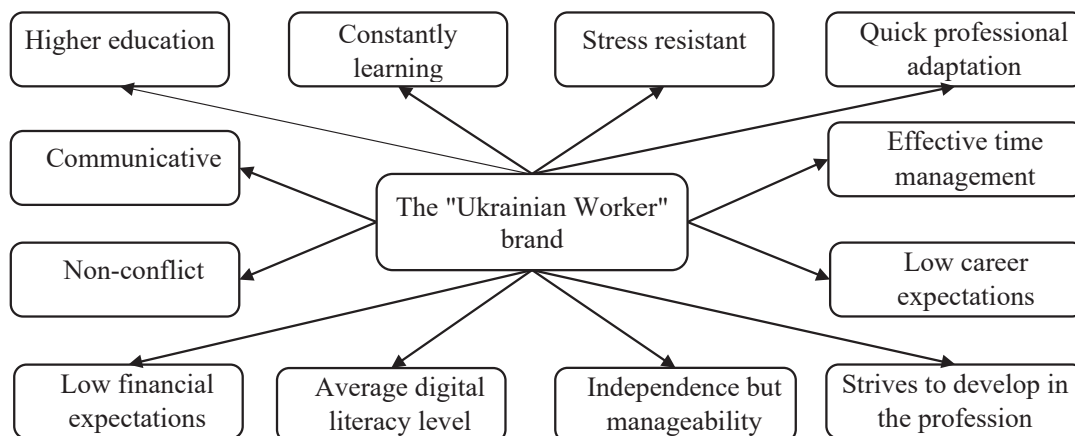 Higher education
Constantly
learning
Stress resistant
Quick professional
adaptation
Communicative
The "Ukrainian Worker"
brand
Effective time
management
Non-conflict
Low career
expectations
Low financial
expectations
Average digital
literacy level
Independence but
manageability
Strives to develop in
the profession